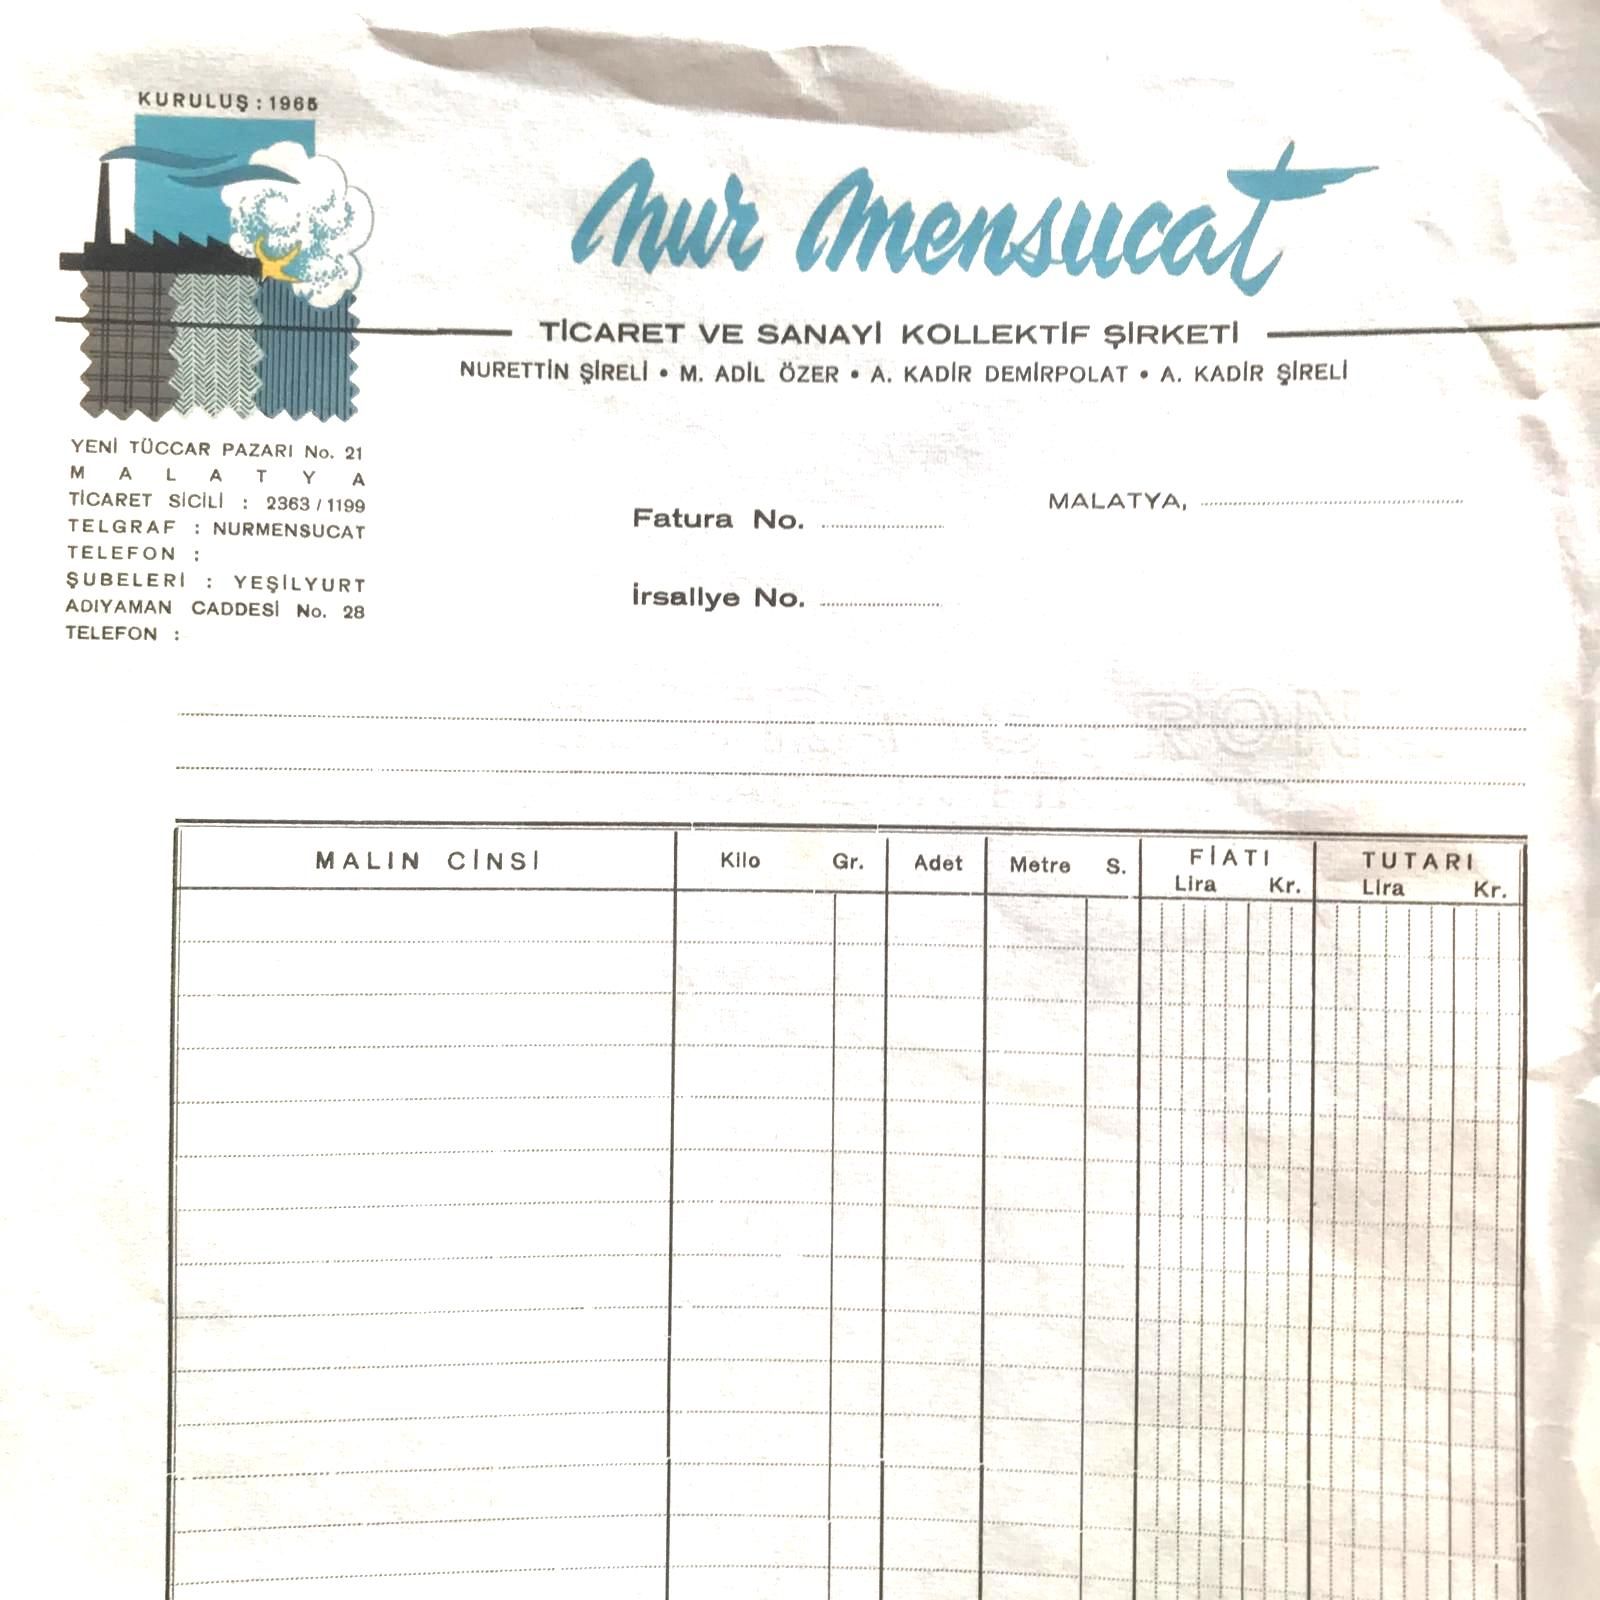 KURULUŞ : 1965
Nur Mensucat
TİCARET VE SANAYİ KOLLEKTİF ŞİRKETİ
NURETTİN ŞİRELİ • M. ADİL ÖZER • A. KADİR DEMİRPOLAT • A. KADİR ŞİRELİ
YENİ TÜCCAR PAZARI No. 21
MALATYA
TİCARET SİCİLİ : 2363 / 1199
TELGRAF : NURMENSUCAT
TELEFON :
ŞUBELERİ : YEŞİLYURT
ADIYAMAN CADDESİ No. 28
TELEFON :
MALATYA,
Fatura No.
İrsaliye No.
MALIN CİNSİ Kilo Gr. Adet Metre S. FİATI TUTARI
Lira Kr. Lira Kr.